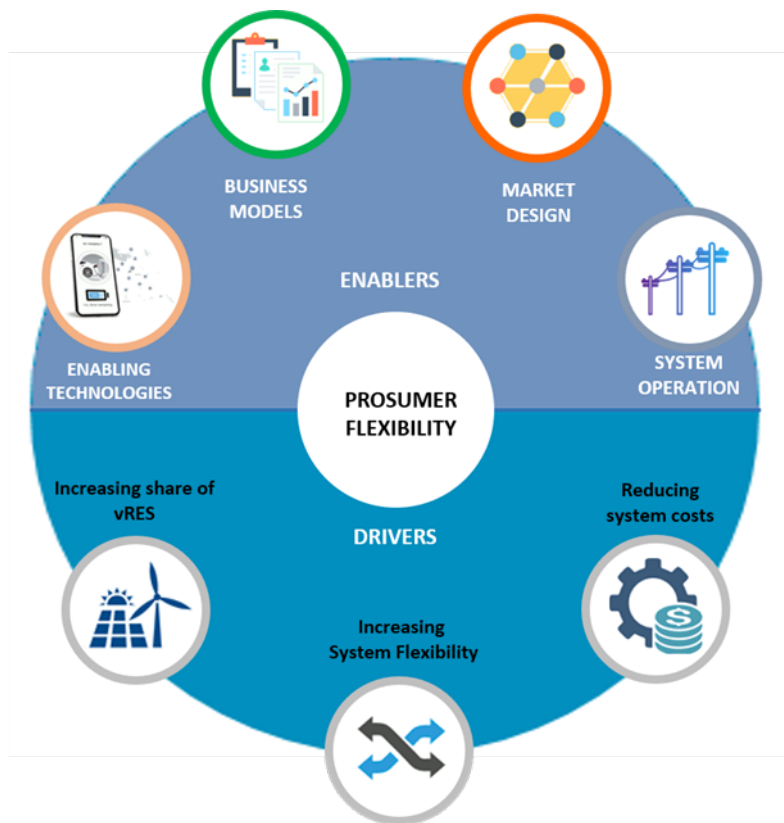 BUSINESS
MODELS
MARKET
DESIGN
ENABLERS
ENABLING
TECHNOLOGIES
SYSTEM
OPERATION
PROSUMER
FLEXIBILITY
Increasing share of
vRES
Reducing
system costs
DRIVERS
Increasing
System Flexibility
$